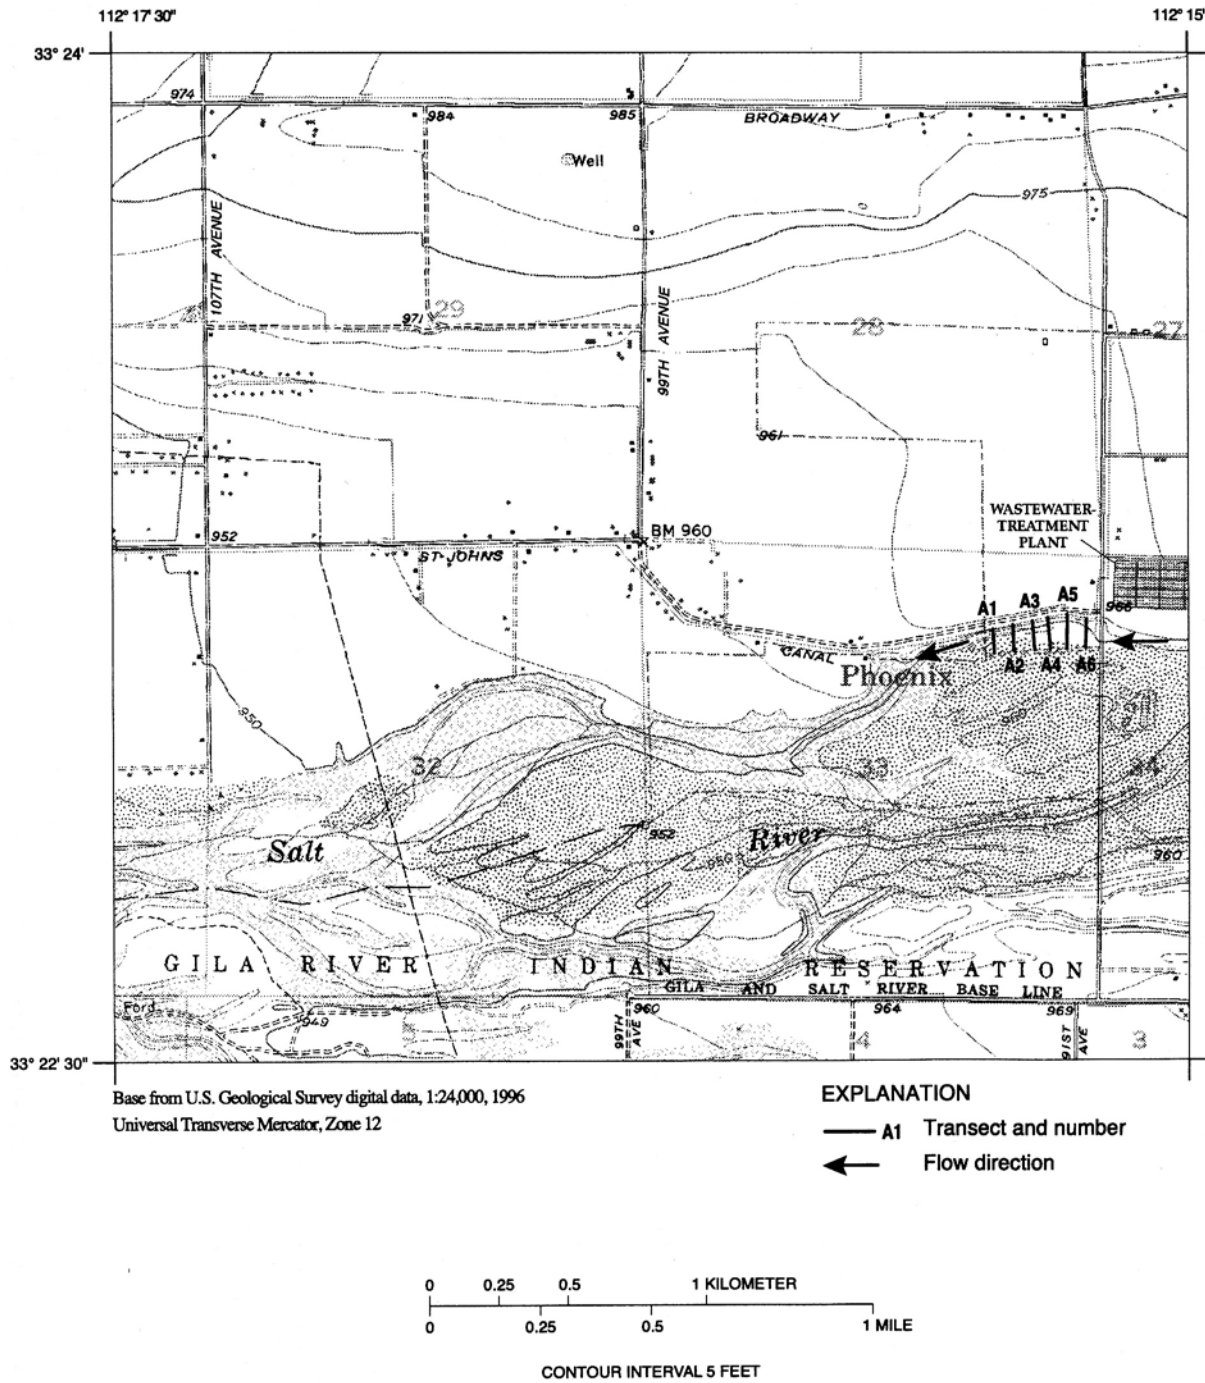 112° 17' 30"
112° 15'
33° 24'
974
984
985
BROADWAY
Well
975
107TH AVENUE
29
971
99TH AVENUE
28
27
961
WASTEWATER-
TREATMENT
PLANT
952
BM 960
ST JOHNS
A1 A3 A5
966
CANAL
A2 A4 A6
Phoenix
950
960
32
33
34
Salt River
952
960
GILA RIVER INDIAN RESERVATION
GILA AND SALT RIVER BASE LINE
Ford
949
960
964
969
99TH AVE
91ST AVE
4
3
33° 22' 30"
Base from U.S. Geological Survey digital data, 1:24,000, 1996
Universal Transverse Mercator, Zone 12
EXPLANATION
A1 Transect and number
Flow direction
0 0.25 0.5 1 KILOMETER
0 0.25 0.5 1 MILE
CONTOUR INTERVAL 5 FEET